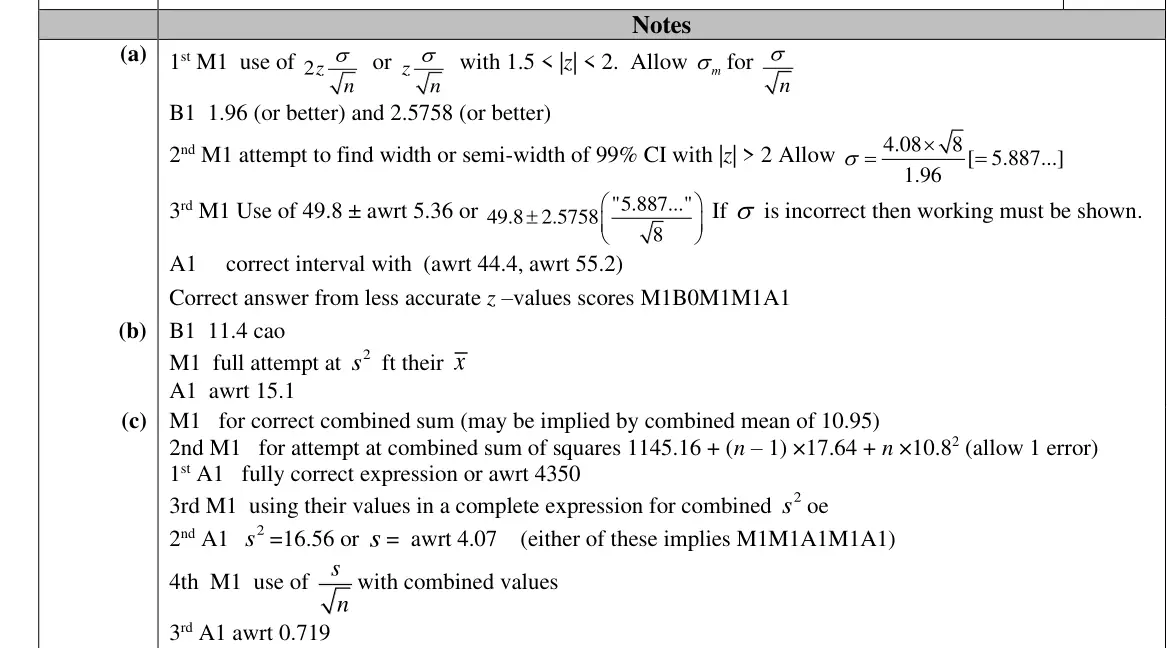 Notes
(a) 1st M1 use of 2z σ/√n or z σ/√n with 1.5 < |z| < 2. Allow σm for σ/√n
B1 1.96 (or better) and 2.5758 (or better)
2nd M1 attempt to find width or semi-width of 99% CI with |z| > 2 Allow σ = 4.08×√8/1.96 [= 5.887...]
3rd M1 Use of 49.8 ± awrt 5.36 or 49.8 ± 2.5758("5.887..."/√8) If σ is incorrect then working must be shown.
A1 correct interval with (awrt 44.4, awrt 55.2)
Correct answer from less accurate z –values scores M1B0M1M1A1
(b) B1 11.4 cao
M1 full attempt at s² ft their x̅
A1 awrt 15.1
(c) M1 for correct combined sum (may be implied by combined mean of 10.95)
2nd M1 for attempt at combined sum of squares 1145.16 + (n – 1) ×17.64 + n ×10.8² (allow 1 error)
1st A1 fully correct expression or awrt 4350
3rd M1 using their values in a complete expression for combined s² oe
2nd A1 s² =16.56 or s = awrt 4.07 (either of these implies M1M1A1M1A1)
4th M1 use of s/√n with combined values
3rd A1 awrt 0.719